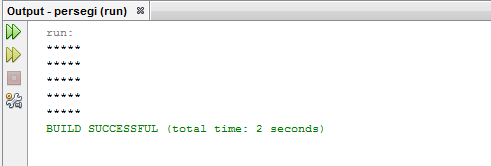 Output - persegi (run)
run:
*****
*****
*****
*****
*****
BUILD SUCCESSFUL (total time: 2 seconds)